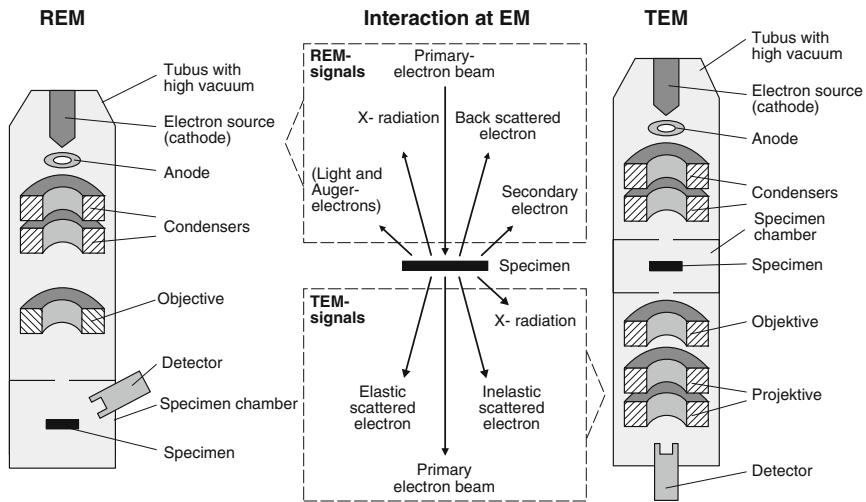 REM
Interaction at EM
TEM
Tubus with
high vacuum
Electron source
(cathode)
Anode
Condensers
Objective
Detector
Specimen chamber
Specimen
REM-
signals
Primary-
electron beam
X- radiation
Back scattered
electron
(Light and
Auger-
electrons)
Secondary
electron
Specimen
TEM-
signals
X- radiation
Elastic
scattered
electron
Inelastic
scattered
electron
Primary
electron beam
Tubus with
high vacuum
Electron source
(cathode)
Anode
Condensers
Specimen
chamber
Specimen
Objektive
Projektive
Detector